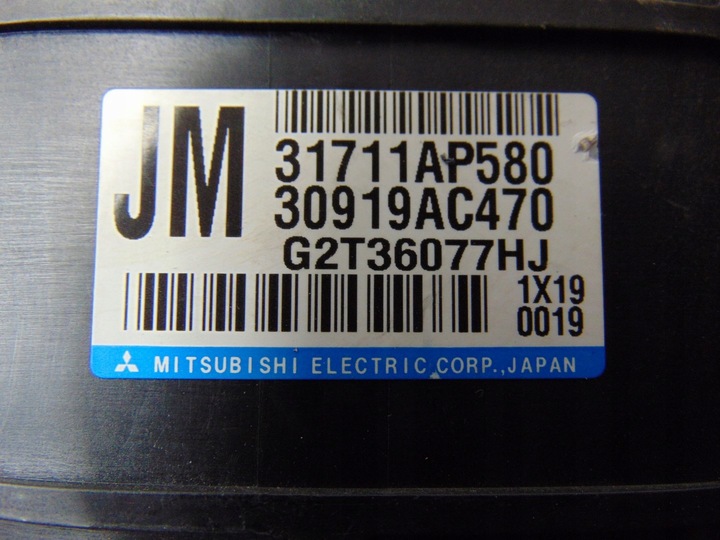 JM
31711AP580
30919AC470
G2T36077HJ
1X19
0019
MITSUBISHI ELECTRIC CORP.,JAPAN